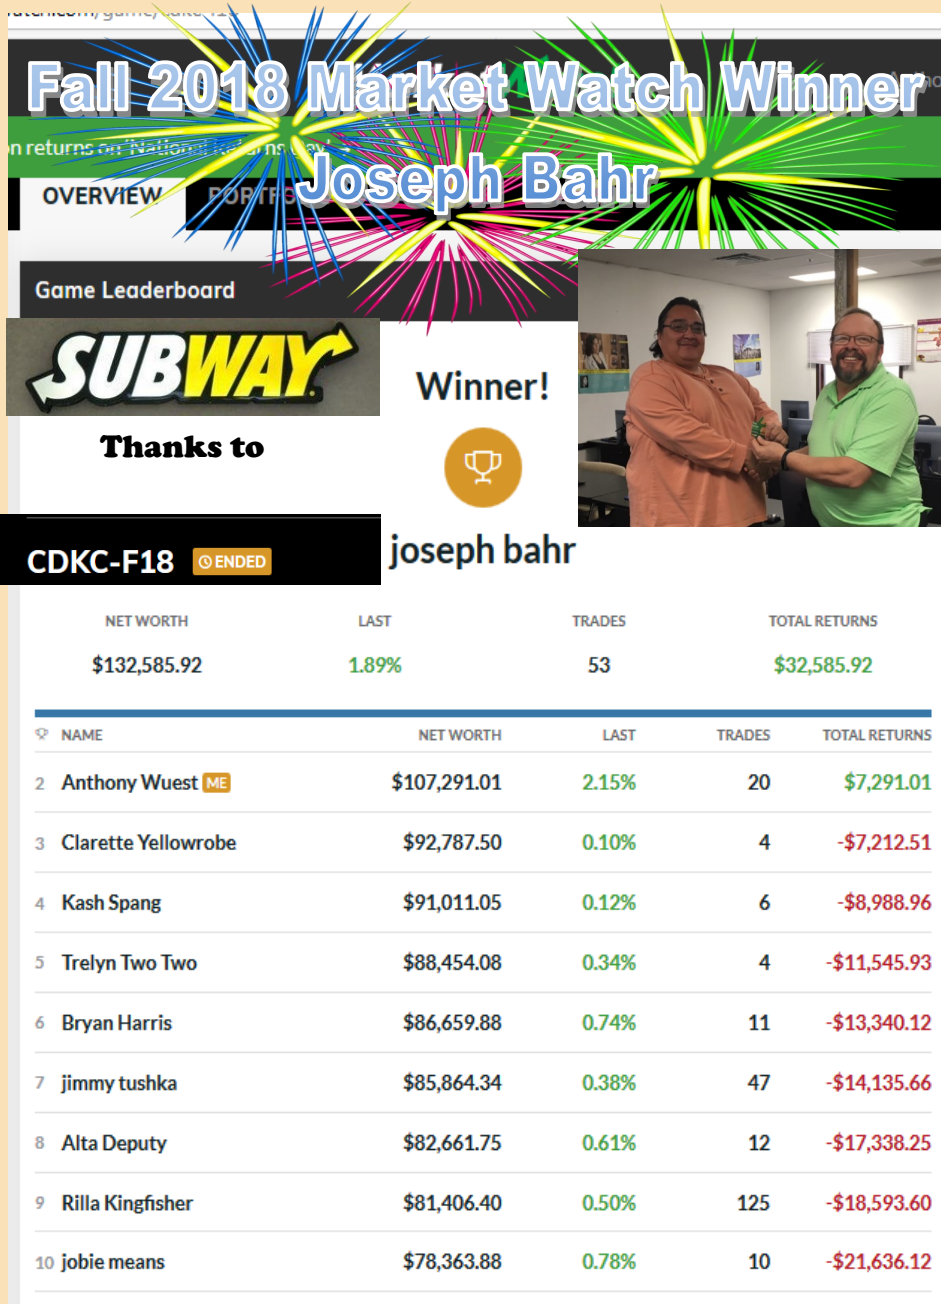 Fall 2018 Market Watch Winner
on returns on 'National Returns Day'
Joseph Bahr
OVERVIEW
Game Leaderboard
SUBWAY
Winner!
Thanks to
joseph bahr
CDKC-F18 ENDED
NET WORTH LAST TRADES TOTAL RETURNS
$132,585.92 1.89% 53 $32,585.92
NAME NET WORTH LAST TRADES TOTAL RETURNS
2 Anthony Wuest ME $107,291.01 2.15% 20 $7,291.01
3 Clarette Yellowrobe $92,787.50 0.10% 4 -$7,212.51
4 Kash Spang $91,011.05 0.12% 6 -$8,988.96
5 Trelyn Two Two $88,454.08 0.34% 4 -$11,545.93
6 Bryan Harris $86,659.88 0.74% 11 -$13,340.12
7 jimmy tushka $85,864.34 0.38% 47 -$14,135.66
8 Alta Deputy $82,661.75 0.61% 12 -$17,338.25
9 Rilla Kingfisher $81,406.40 0.50% 125 -$18,593.60
10 jobie means $78,363.88 0.78% 10 -$21,636.12